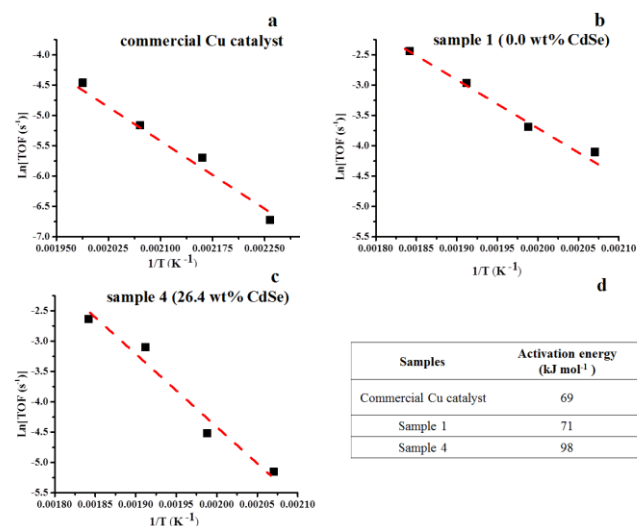 a
commercial Cu catalyst
-4.0
-4.5
-5.0
-5.5
-6.0
-6.5
-7.0
Ln[TOF (s-1)]
0.001950 0.002025 0.002100 0.002175 0.002250
1/T (K-1)
b
sample 1 (0.0 wt% CdSe)
-2.5
-3.0
-3.5
-4.0
-4.5
-5.0
-5.5
Ln[TOF (s-1)]
0.00180 0.00185 0.00190 0.00195 0.00200 0.00205 0.00210
1/T (K-1)
c
sample 4 (26.4 wt% CdSe)
-2.5
-3.0
-3.5
-4.0
-4.5
-5.0
-5.5
Ln[TOF (s-1)]
0.00180 0.00185 0.00190 0.00195 0.00200 0.00205 0.00210
1/T (K-1)
d
Samples Activation energy
(kJ mol-1 )
Commercial Cu catalyst 69
Sample 1 71
Sample 4 98